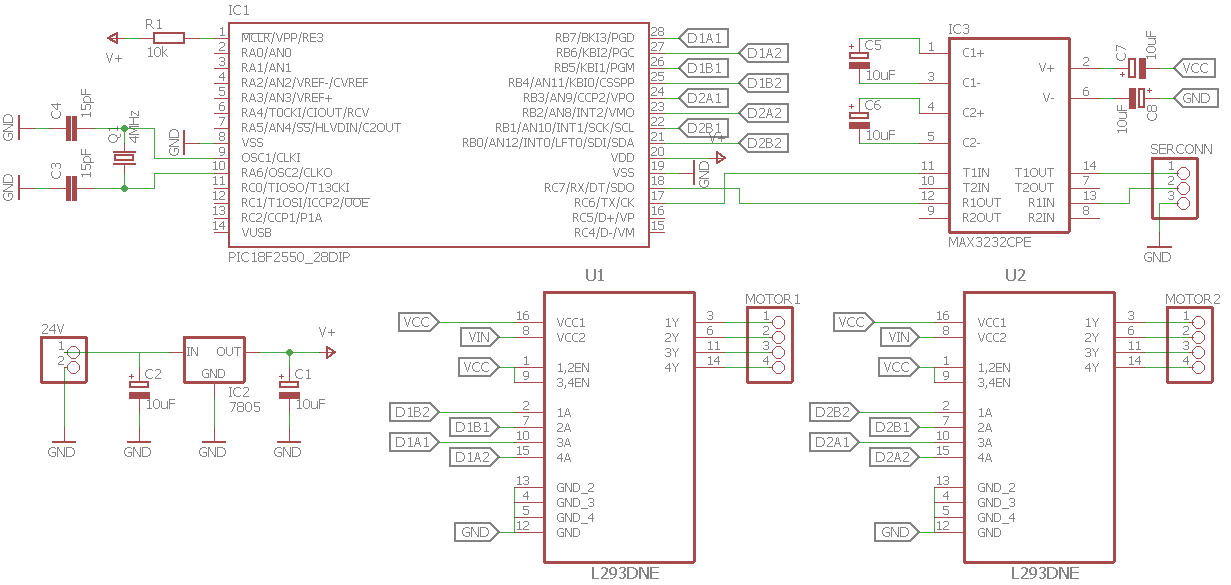 IC1
R1
10k
V+
1 MCLR/VPP/RE3
2 RA0/AN0
3 RA1/AN1
4 RA2/AN2/VREF-/CVREF
5 RA3/AN3/VREF+
6 RA4/T0CKI/C1OUT/RCV
7 RA5/AN4/SS/HLVDIN/C2OUT
8 VSS
9 OSC1/CLKI
10 RA6/OSC2/CLKO
11 RC0/TIOSO/T13CKI
12 RC1/T1OSI/ICCP2/UOE
13 RC2/CCP1/P1A
14 VUSB
RB7/BKI3/PGD 28 D1A1
RB6/KBI2/PGC 27 D1A2
RB5/KBI1/PGM 26 D1B1
RB4/AN11/KBI0/CSSPP 25 D1B2
RB3/AN9/CCP2/VPO 24 D2A1
RB2/AN8/INT2/VMO 23 D2A2
RB1/AN10/INT1/SCK/SCL 22 D2B1
RB0/AN12/INT0/LFT0/SDI/SDA 21 D2B2
VDD 20 V+
VSS 19 GND
RC7/RX/DT/SDO 18
RC6/TX/CK 17
RC5/D+/VP 16
RC4/D-/VM 15
PIC18F2550_28DIP
GND
C4
15pF
Q1
4MHz
GND
GND
C3
15pF
IC3
C5
10uF
C6
10uF
1 C1+
3 C1-
4 C2+
5 C2-
11 T1IN
10 T2IN
12 R1OUT
9 R2OUT
V+ 2
V- 6
T1OUT 14
T2OUT 7
R1IN 13
R2IN 8
MAX3232CPE
C7
10uF
VCC
C8
10uF
GND
SERCONN
1
2
3
GND
24V
1
2
GND
C2
10uF
GND
IN OUT
GND
IC2
7805
GND
V+
C1
10uF
GND
U1
VCC 16 VCC1
VIN 8 VCC2
VCC 1 1,2EN
9 3,4EN
D1B2 2 1A
D1B1 7 2A
D1A1 10 3A
D1A2 15 4A
13 GND_2
4 GND_3
5 GND_4
GND 12 GND
1Y 3
2Y 6
3Y 11
4Y 14
MOTOR1
1
2
3
4
L293DNE
U2
VCC 16 VCC1
VIN 8 VCC2
VCC 1 1,2EN
9 3,4EN
D2B2 2 1A
D2B1 7 2A
D2A1 10 3A
D2A2 15 4A
13 GND_2
4 GND_3
5 GND_4
GND 12 GND
1Y 3
2Y 6
3Y 11
4Y 14
MOTOR2
1
2
3
4
L293DNE